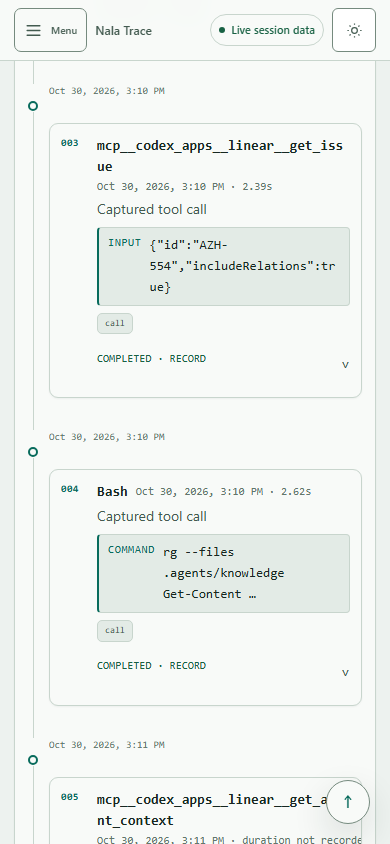 Menu
Nala Trace
Live session data
Oct 30, 2026, 3:10 PM
003
mcp__codex_apps__linear__get_iss
ue
Oct 30, 2026, 3:10 PM · 2.39s
Captured tool call
INPUT
{"id":"AZH-
554","includeRelations":tr
ue}
call
COMPLETED · RECORD
v
Oct 30, 2026, 3:10 PM
004
Bash Oct 30, 2026, 3:10 PM · 2.62s
Captured tool call
COMMAND
rg --files
.agents/knowledge
Get-Content …
call
COMPLETED · RECORD
v
Oct 30, 2026, 3:11 PM
005
mcp__codex_apps__linear__get_a
nt_context
Oct 30, 2026, 3:11 PM · duration not recorde